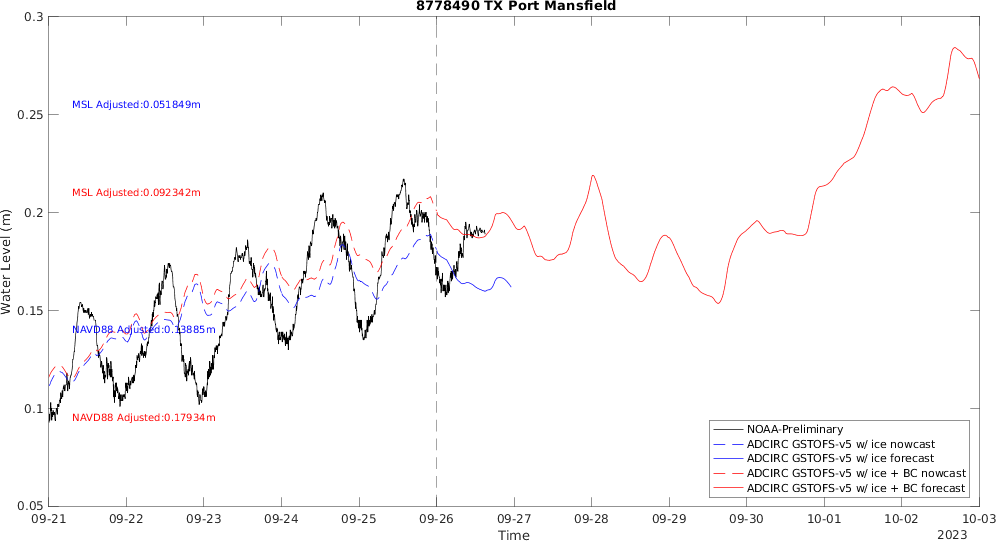 8778490 TX Port Mansfield
Water Level (m)
0.3
0.25
0.2
0.15
0.1
0.05
MSL Adjusted:0.051849m
MSL Adjusted:0.092342m
NAVD88 Adjusted:0.13885m
NAVD88 Adjusted:0.17934m
NOAA-Preliminary
ADCIRC GSTOFS-v5 w/ ice nowcast
ADCIRC GSTOFS-v5 w/ ice forecast
ADCIRC GSTOFS-v5 w/ ice + BC nowcast
ADCIRC GSTOFS-v5 w/ ice + BC forecast
09-21 09-22 09-23 09-24 09-25 09-26 09-27 09-28 09-29 09-30 10-01 10-02 10-03
Time
2023